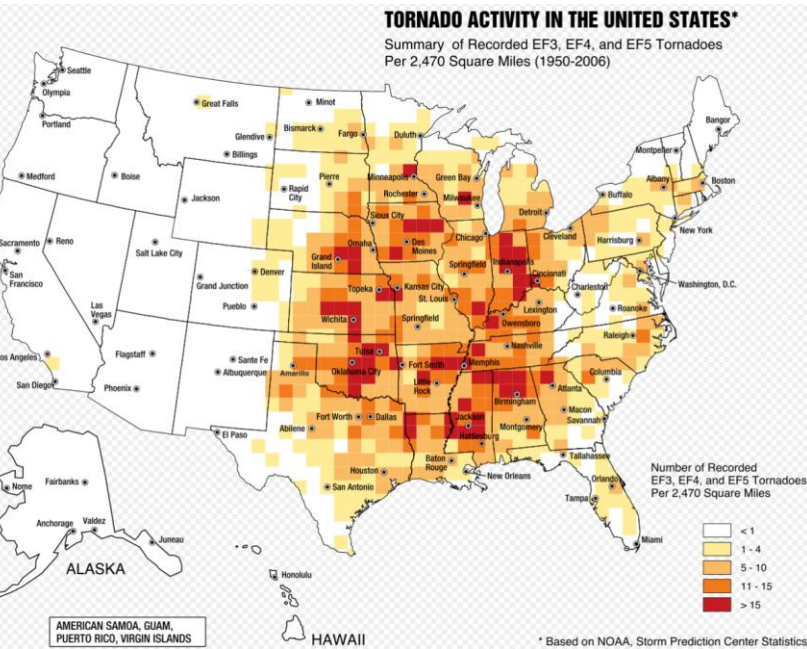 TORNADO ACTIVITY IN THE UNITED STATES*
Summary of Recorded EF3, EF4, and EF5 Tornadoes
Per 2,470 Square Miles (1950-2006)
Seattle
Olympia
Portland
Medford
Boise
Great Falls
Glendive
Billings
Jackson
Minot
Bismarck
Fargo
Duluth
Pierre
Rapid
City
Minneapolis
Rochester
Green Bay
Milwaukee
Sioux City
Des
Moines
Omaha
Grand
Island
Chicago
Detroit
Cleveland
Bangor
Montpelier
Albany
Boston
Buffalo
New York
Harrisburg
Washington, D.C.
Sacramento
Reno
San
Francisco
Salt Lake City
Grand Junction
Denver
Pueblo
Las
Vegas
Los Angeles
San Diego
Flagstaff
Phoenix
Santa Fe
Albuquerque
El Paso
Topeka
Kansas City
Wichita
Springfield
St. Louis
Springfield
Indianapolis
Cincinnati
Lexington
Owensboro
Charleston
Roanoke
Raleigh
Nashville
Memphis
Tulsa
Oklahoma City
Amarillo
Fort Smith
Little
Rock
Fort Worth
Dallas
Abilene
Houston
San Antonio
Jackson
Hattiesburg
Baton
Rouge
New Orleans
Birmingham
Montgomery
Atlanta
Macon
Savannah
Columbia
Tallahassee
Orlando
Tampa
Miami
Nome
Fairbanks
Anchorage
Valdez
Juneau
ALASKA
Honolulu
HAWAII
AMERICAN SAMOA, GUAM,
PUERTO RICO, VIRGIN ISLANDS
Number of Recorded
EF3, EF4, and EF5 Tornadoes
Per 2,470 Square Miles
< 1
1 - 4
5 - 10
11 - 15
> 15
* Based on NOAA, Storm Prediction Center Statistics